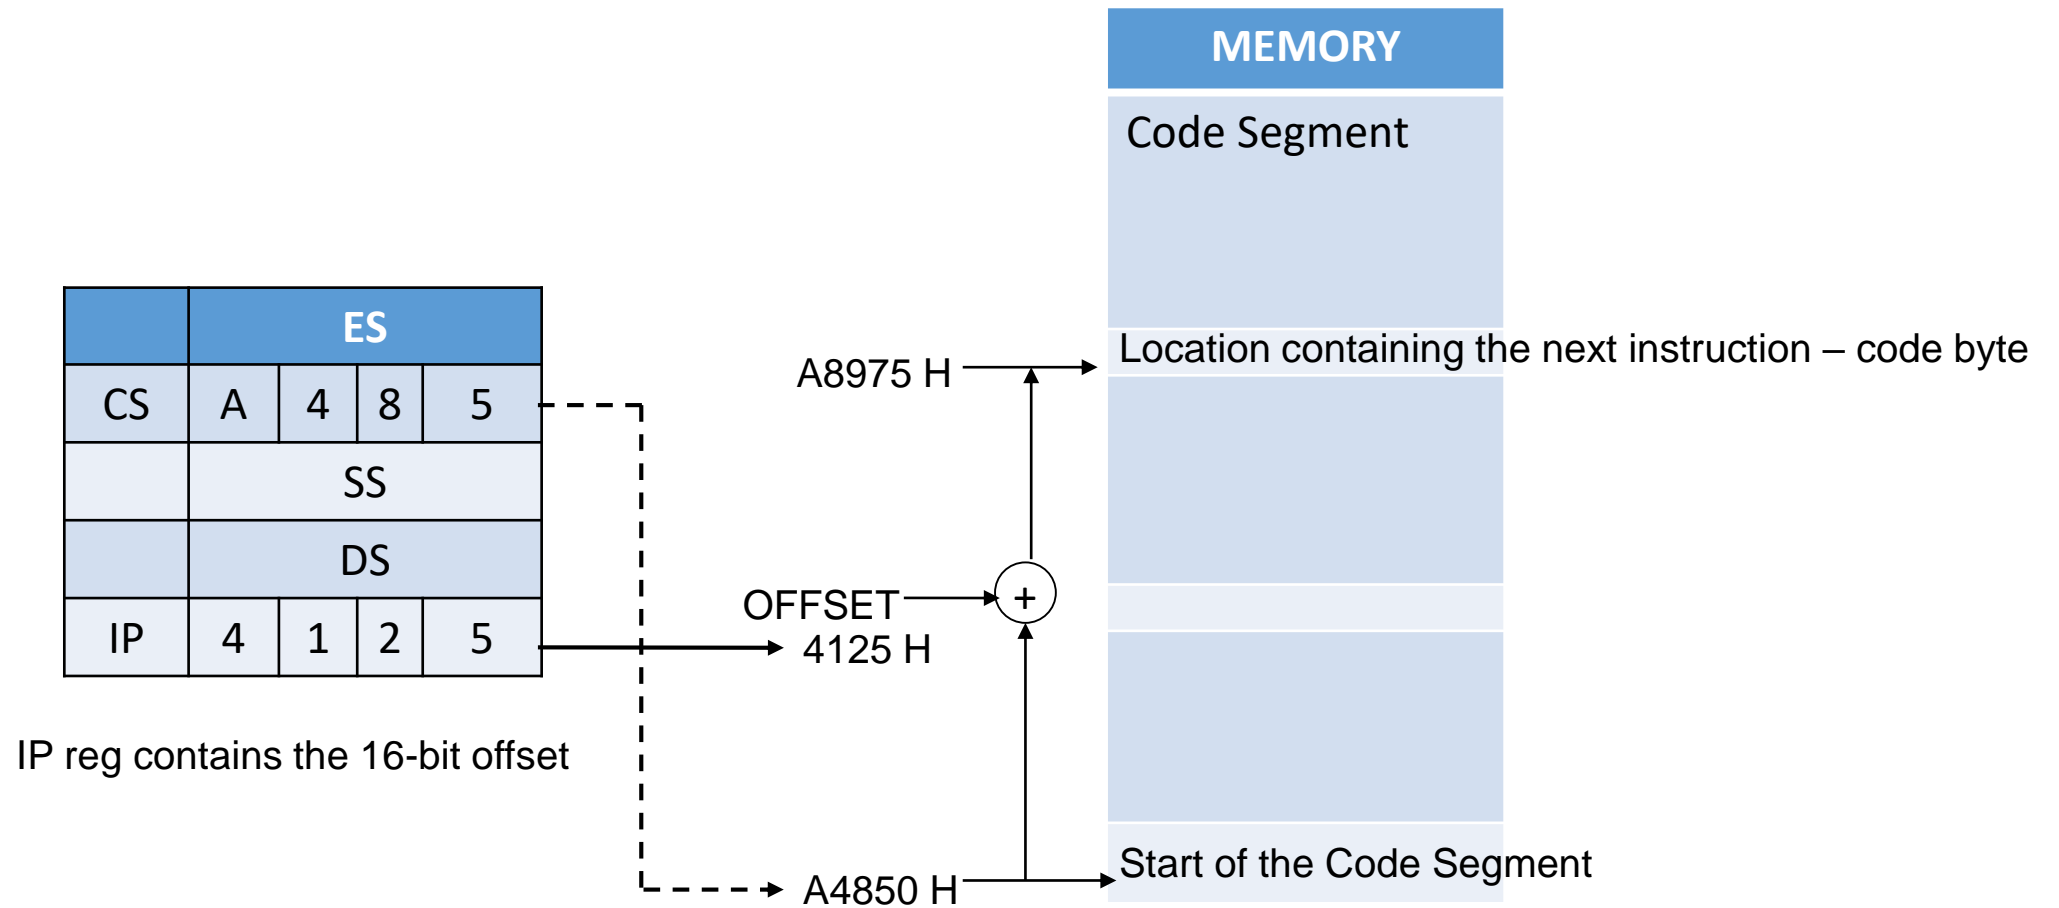 MEMORY
Code Segment
ES
CS A 4 8 5
SS
DS
IP 4 1 2 5
IP reg contains the 16-bit offset
A8975 H
Location containing the next instruction – code byte
OFFSET
+
4125 H
A4850 H
Start of the Code Segment